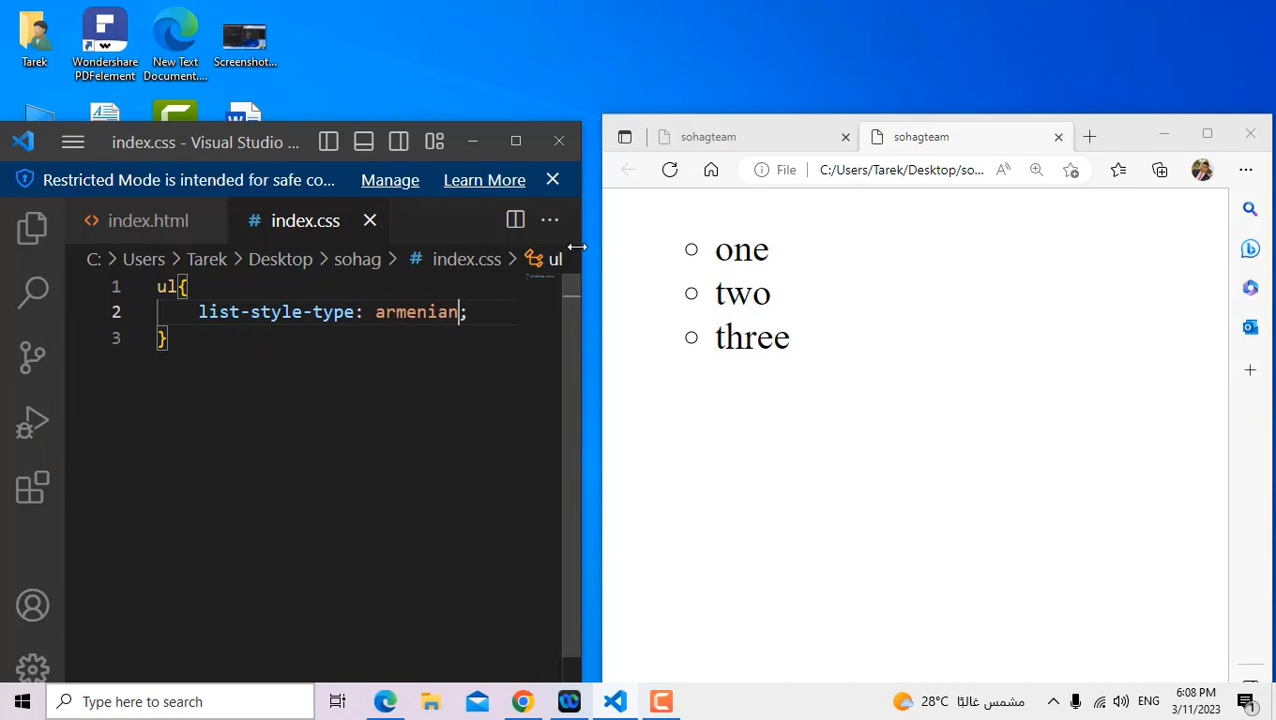 Tarek
Wondershare PDFelement
New Text Document....
Screenshot...
index.css - Visual Studio ...
Restricted Mode is intended for safe co...
Manage
Learn More
index.html
# index.css
C: > Users > Tarek > Desktop > sohag > # index.css > ul
1 ul{
2 list-style-type: armenian;
3 }
sohagteam
sohagteam
File C:/Users/Tarek/Desktop/so...
one
two
three
Type here to search
28°C مشمس غالبًا
ENG
6:08 PM
3/11/2023
1